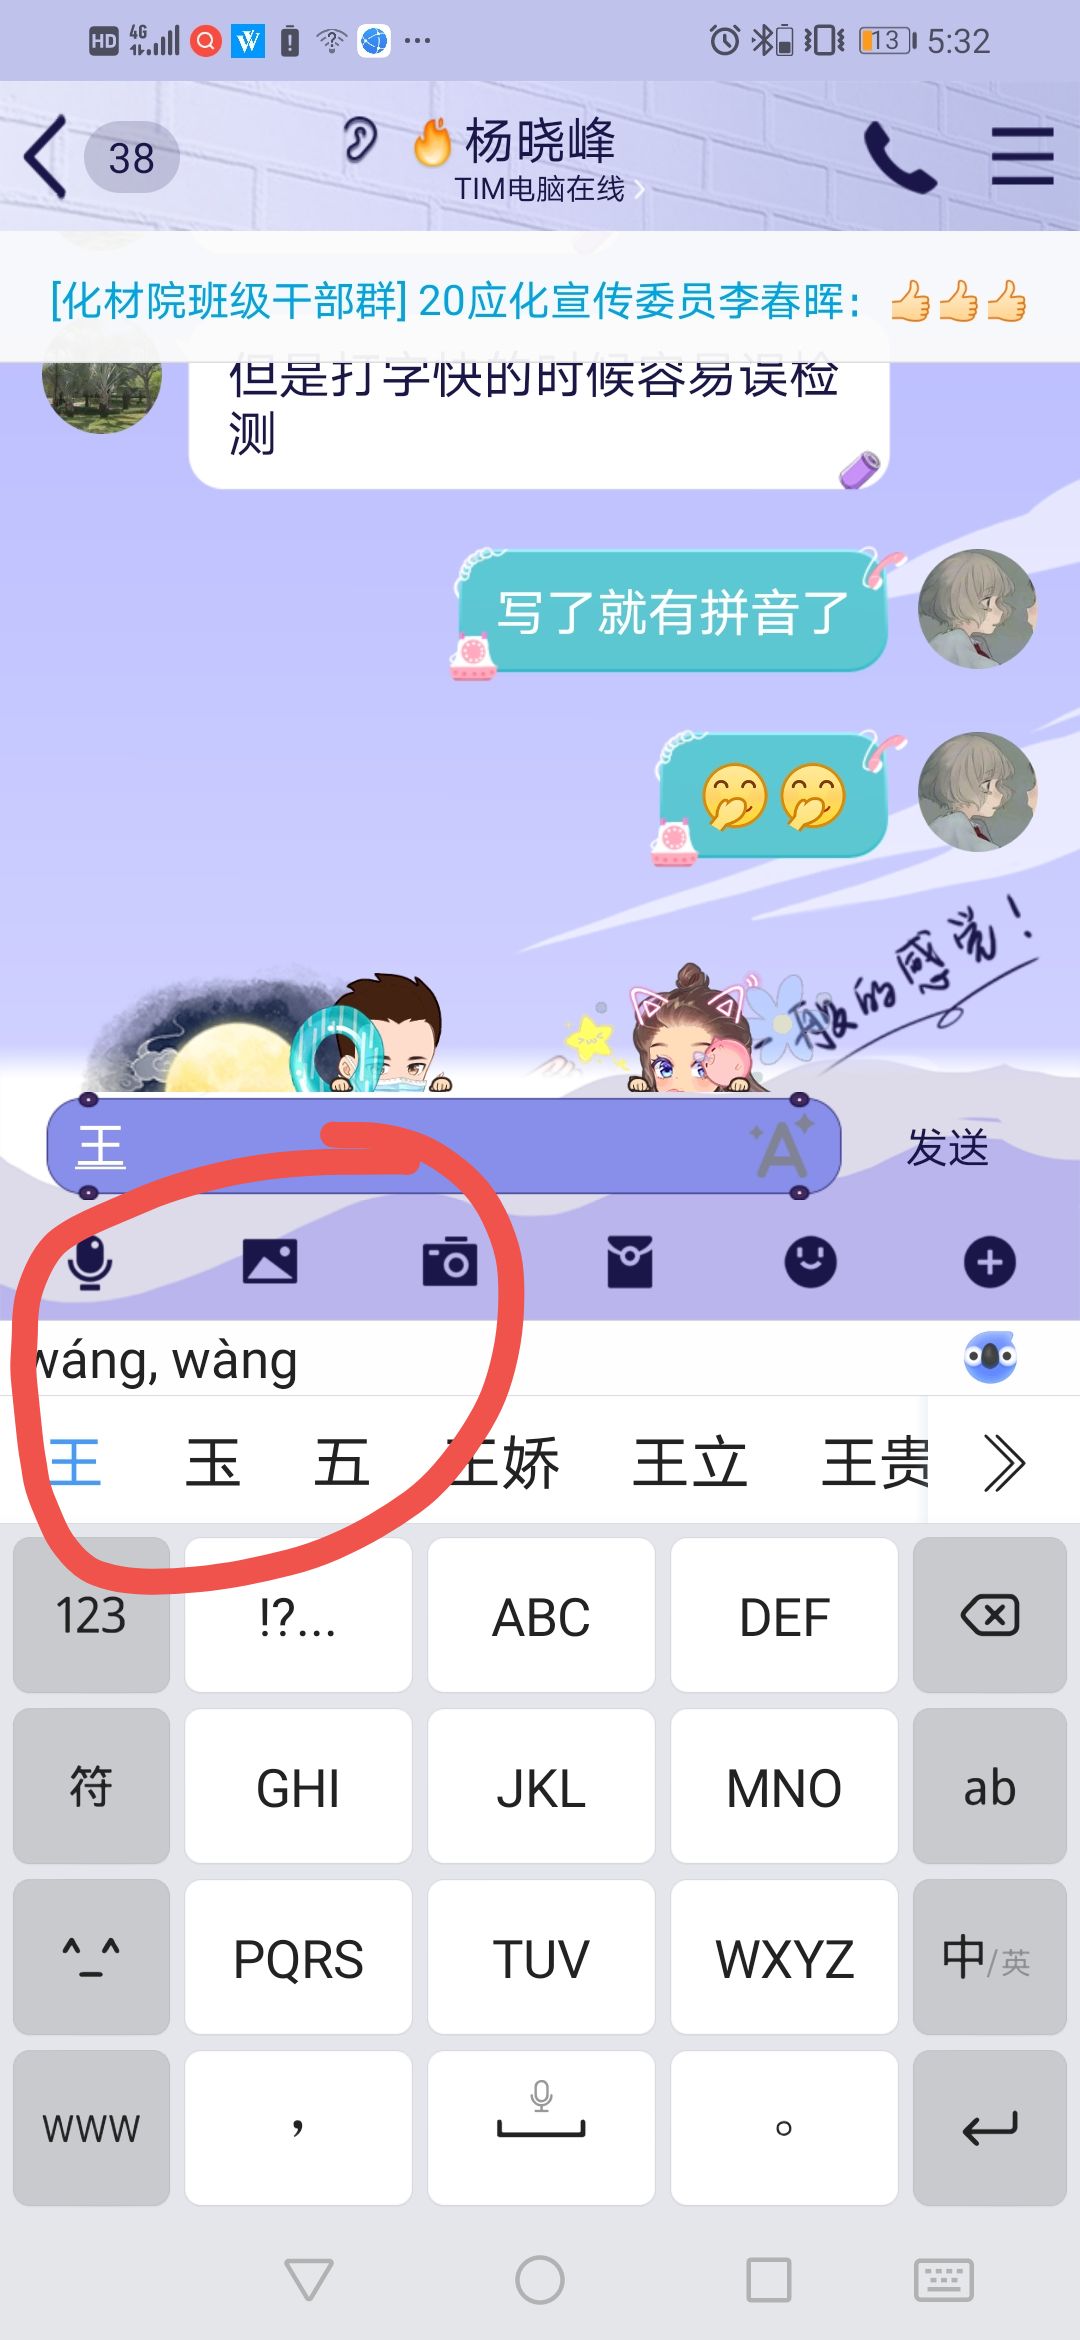 HD 4G 13 5:32
38
杨晓峰
TIM电脑在线
[化材院班级干部群] 20应化宣传委员李春晖：
但是打字快的时候容易误检
测
写了就有拼音了
一般的感觉！
王
A
发送
wáng, wàng
王 玉 五 王娇 王立 王贵
123 !?... ABC DEF
符 GHI JKL MNO ab
^_^ PQRS TUV WXYZ 中/英
www ， 。